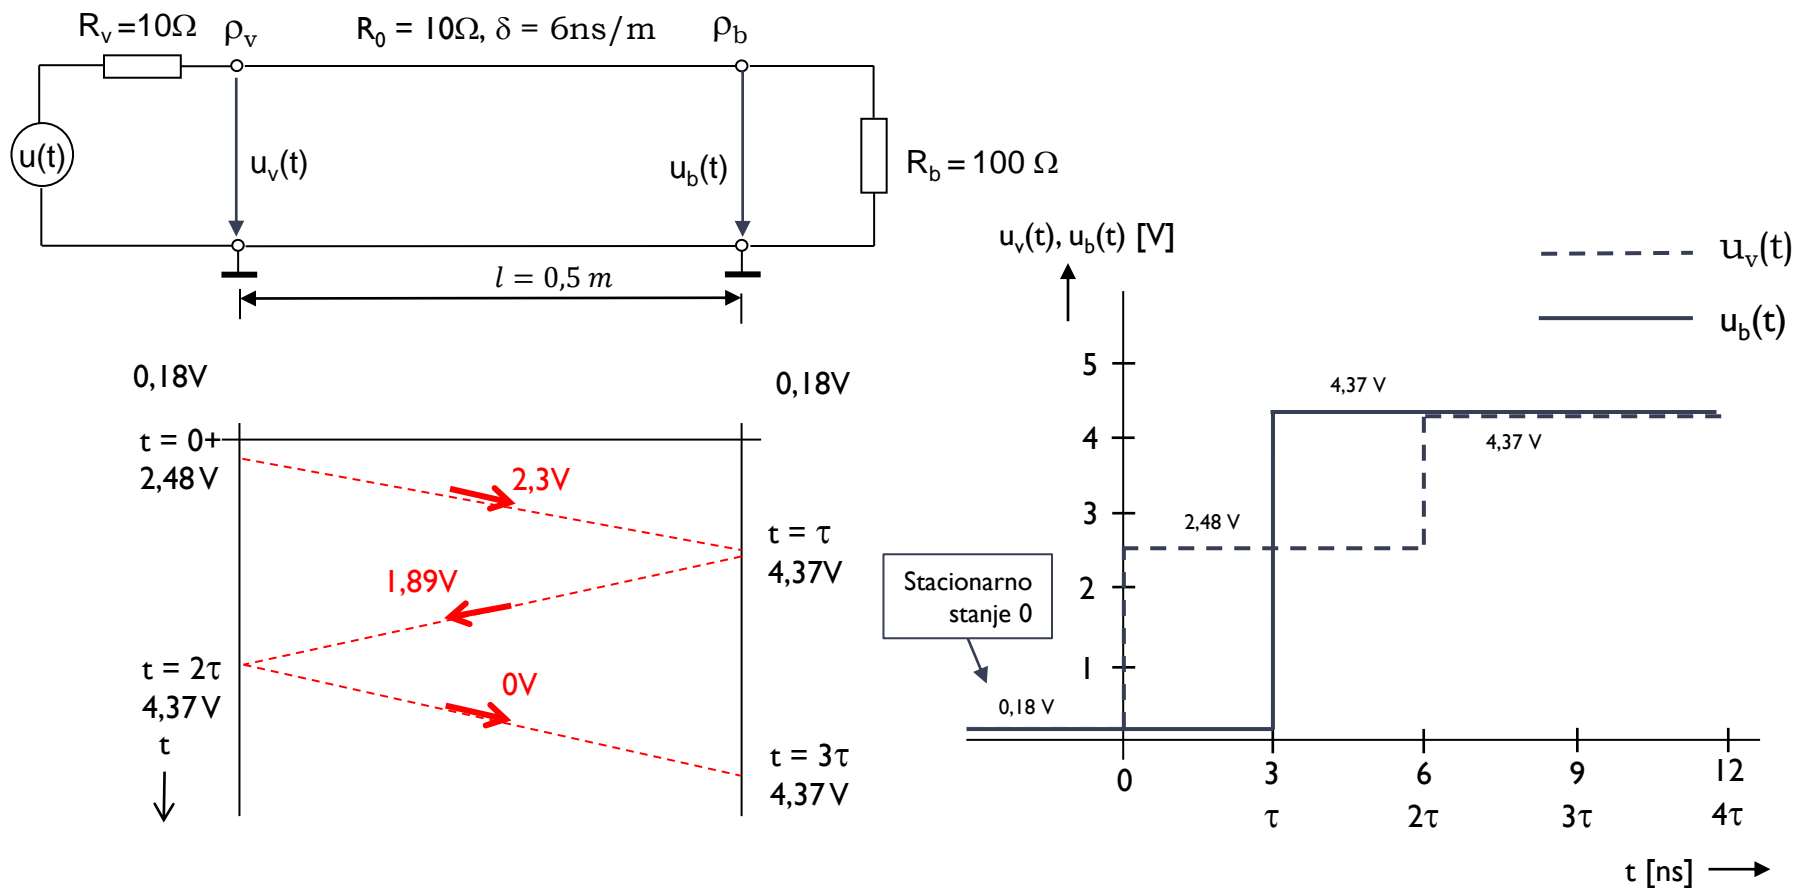 Rv =10Ω ρv R0 = 10Ω, δ = 6ns/m ρb
u(t) uv(t) ub(t) Rb = 100 Ω
l = 0,5 m
0,18V 0,18V
t = 0+
2,48V
2,3V
t = τ
4,37V
1,89V
t = 2τ
4,37V
0V
t
t = 3τ
4,37V
uv(t), ub(t) [V]
uv(t)
ub(t)
5
4
3
2
1
4,37 V
4,37 V
2,48 V
Stacionarno
stanje 0
0,18 V
0 3 6 9 12
τ 2τ 3τ 4τ
t [ns]